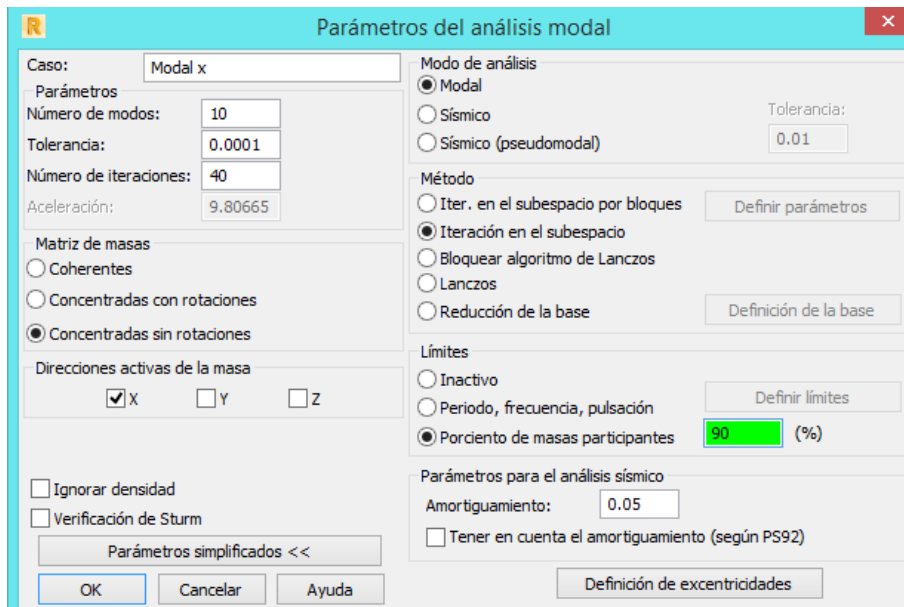 R Parámetros del análisis modal x
Caso: Modal x
Parámetros
Número de modos: 10
Tolerancia: 0.0001
Número de iteraciones: 40
Aceleración: 9.80665
Matriz de masas
Coherentes
Concentradas con rotaciones
Concentradas sin rotaciones
Direcciones activas de la masa
X Y Z
Ignorar densidad
Verificación de Sturm
Parámetros simplificados <<
OK Cancelar Ayuda
Modo de análisis
Modal
Sísmico
Sísmico (pseudomodal)
Tolerancia:
0.01
Método
Iter. en el subespacio por bloques Definir parámetros
Iteración en el subespacio
Bloquear algoritmo de Lanczos
Lanczos
Reducción de la base Definición de la base
Límites
Inactivo
Periodo, frecuencia, pulsación Definir límites
Porciento de masas participantes 90 (%)
Parámetros para el análisis sísmico
Amortiguamiento: 0.05
Tener en cuenta el amortiguamiento (según PS92)
Definición de excentricidades